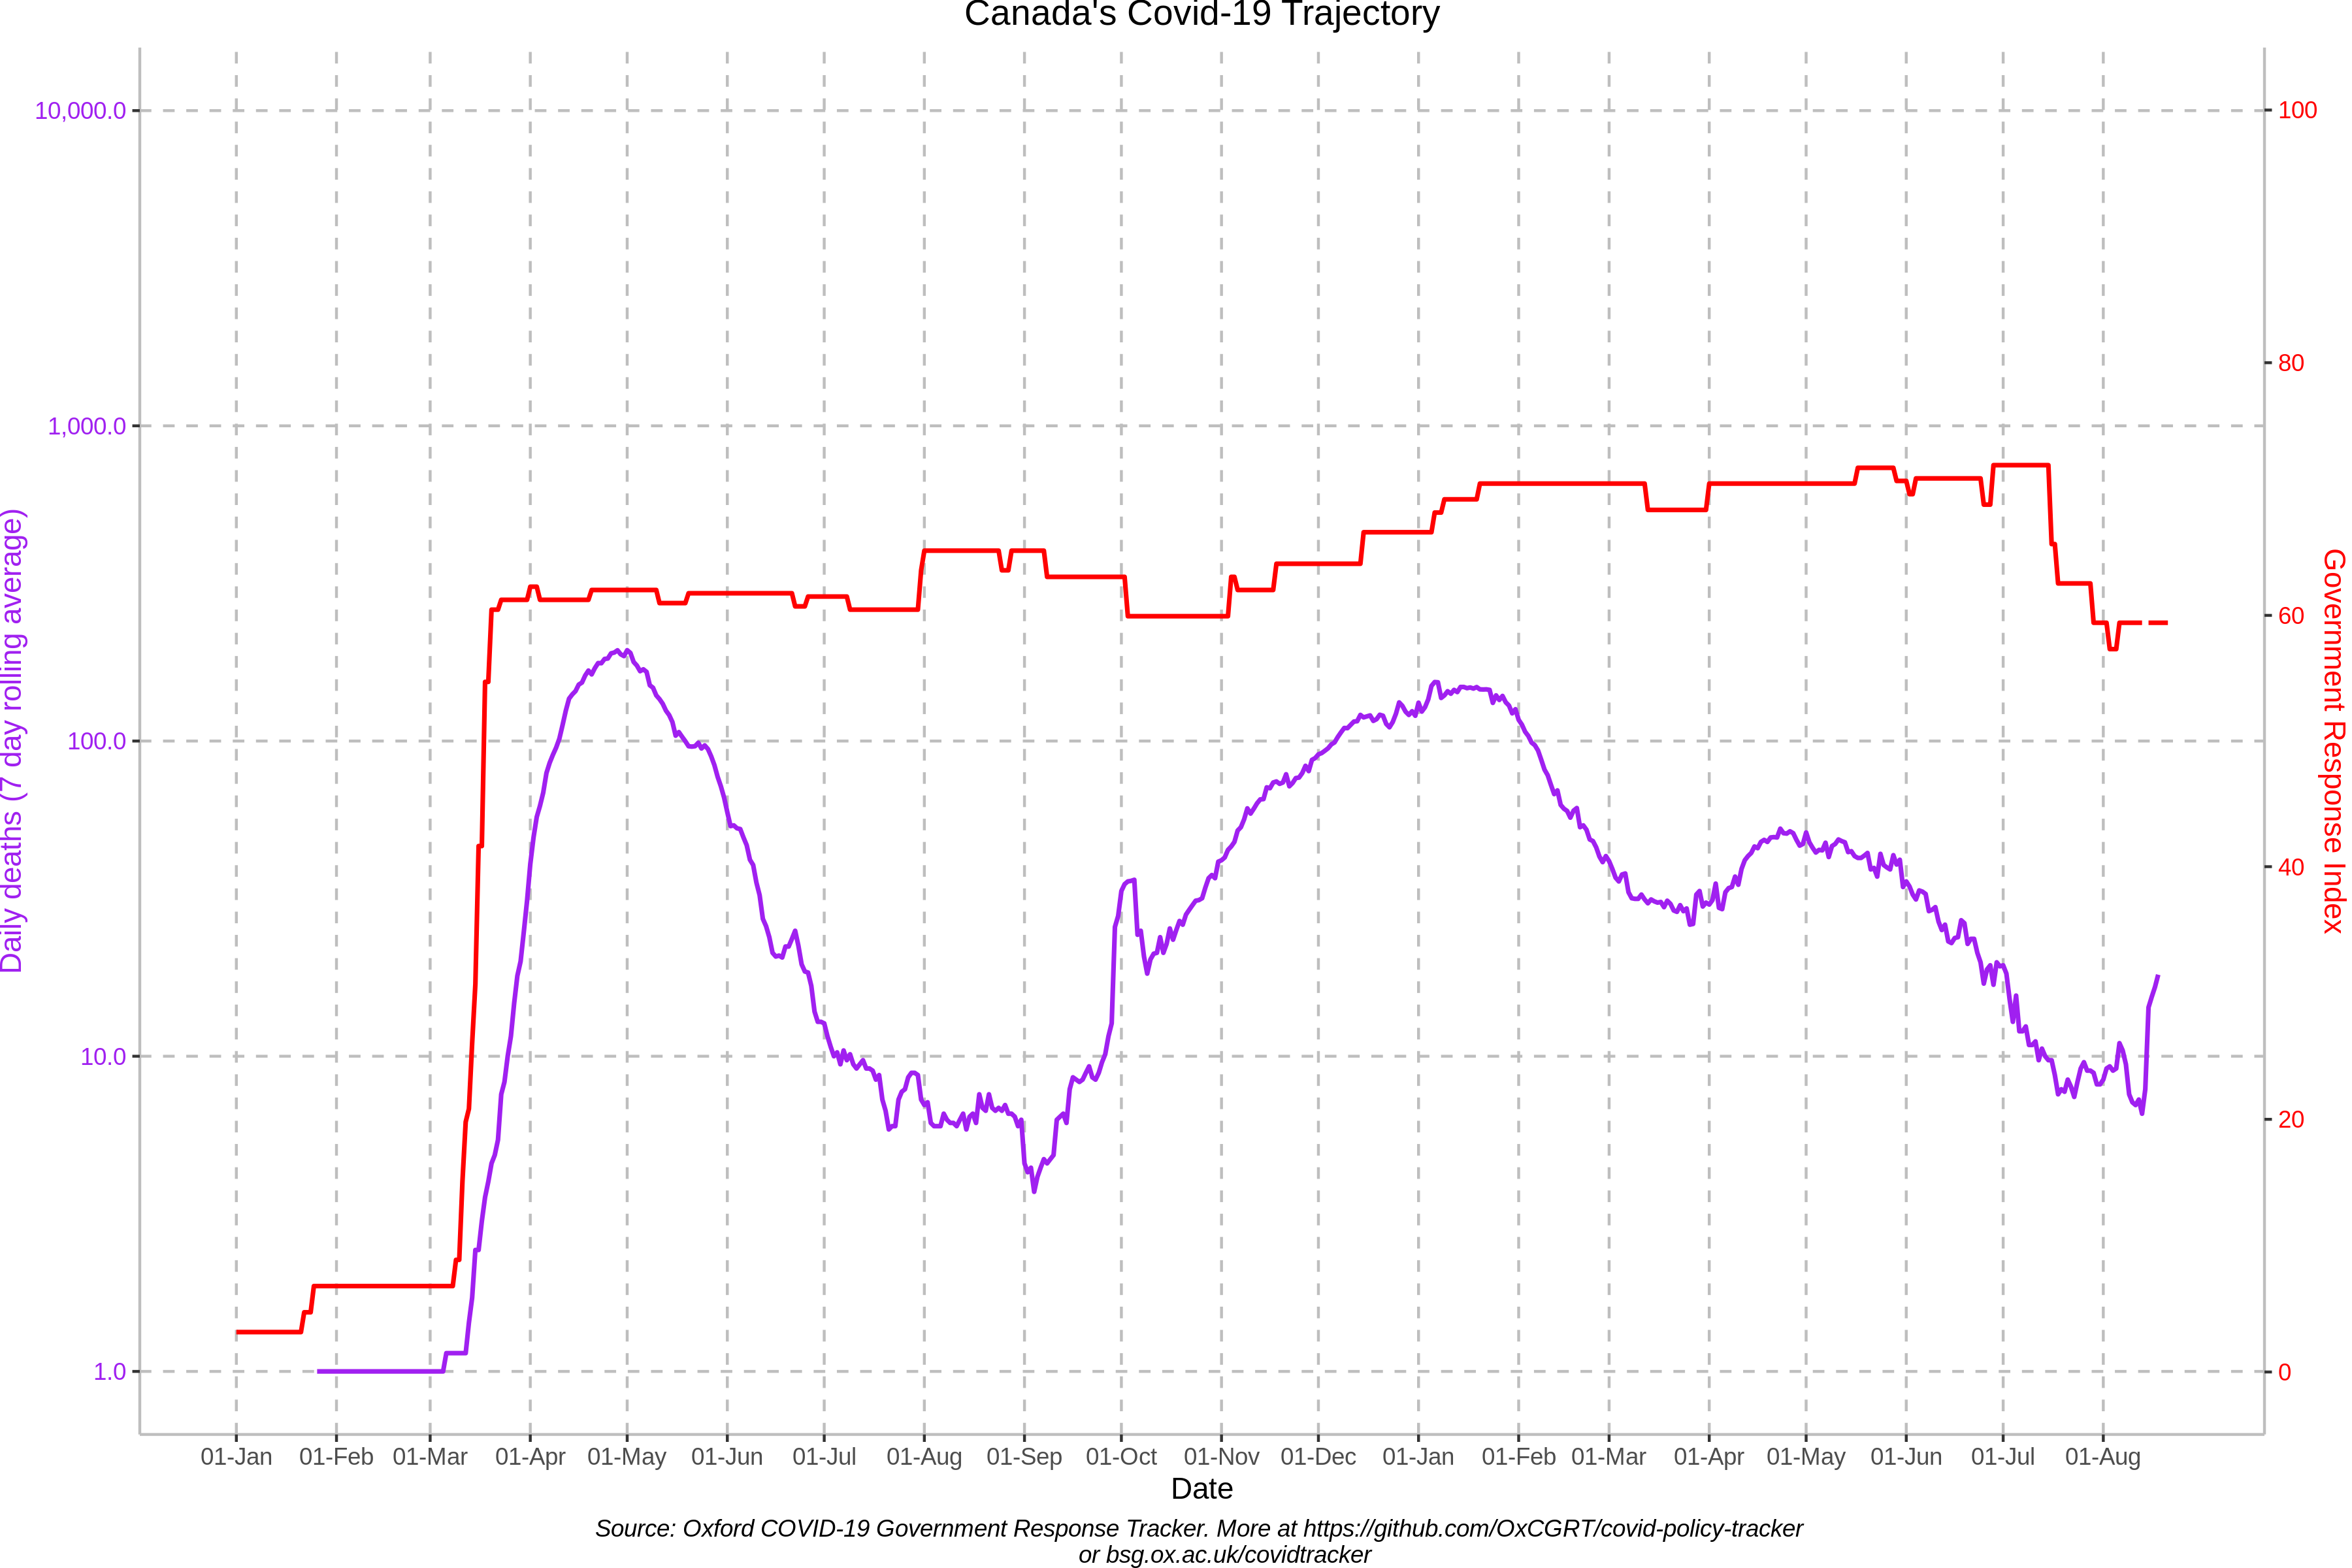 Canada's Covid-19 Trajectory
10,000.0
1,000.0
100.0
10.0
1.0
Daily deaths (7 day rolling average)
100
80
60
40
20
0
Government Response Index
01-Jan 01-Feb 01-Mar 01-Apr 01-May 01-Jun 01-Jul 01-Aug 01-Sep 01-Oct 01-Nov 01-Dec 01-Jan 01-Feb 01-Mar 01-Apr 01-May 01-Jun 01-Jul 01-Aug
Date
Source: Oxford COVID-19 Government Response Tracker. More at https://github.com/OxCGRT/covid-policy-tracker
or bsg.ox.ac.uk/covidtracker